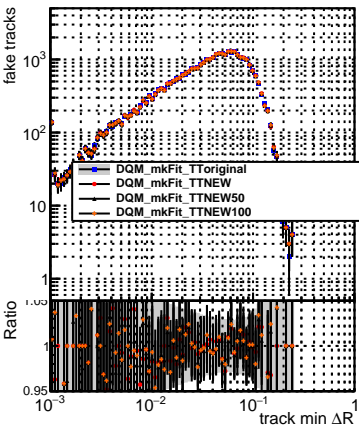 fake tracks
10³
10²
10
1
DQM_mkFit_TToriginal
DQM_mkFit_TTNEW
DQM_mkFit_TTNEW50
DQM_mkFit_TTNEW100
Ratio
1.05
1
0.95
10⁻³ 10⁻² 10⁻¹ 1
track min ΔR